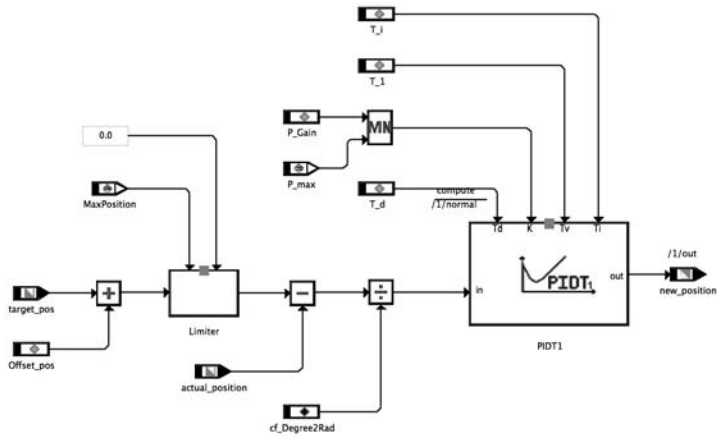 T_i
T_1
P_Gain
MN
0.0
P_max
MaxPosition
T_d
compute
/1/normal
Td K Tv Ti
/1/out
+
−
÷
in
PIDT1
out
target_pos
new_position
Limiter
PIDT1
Offset_pos
actual_position
cf_Degree2Rad